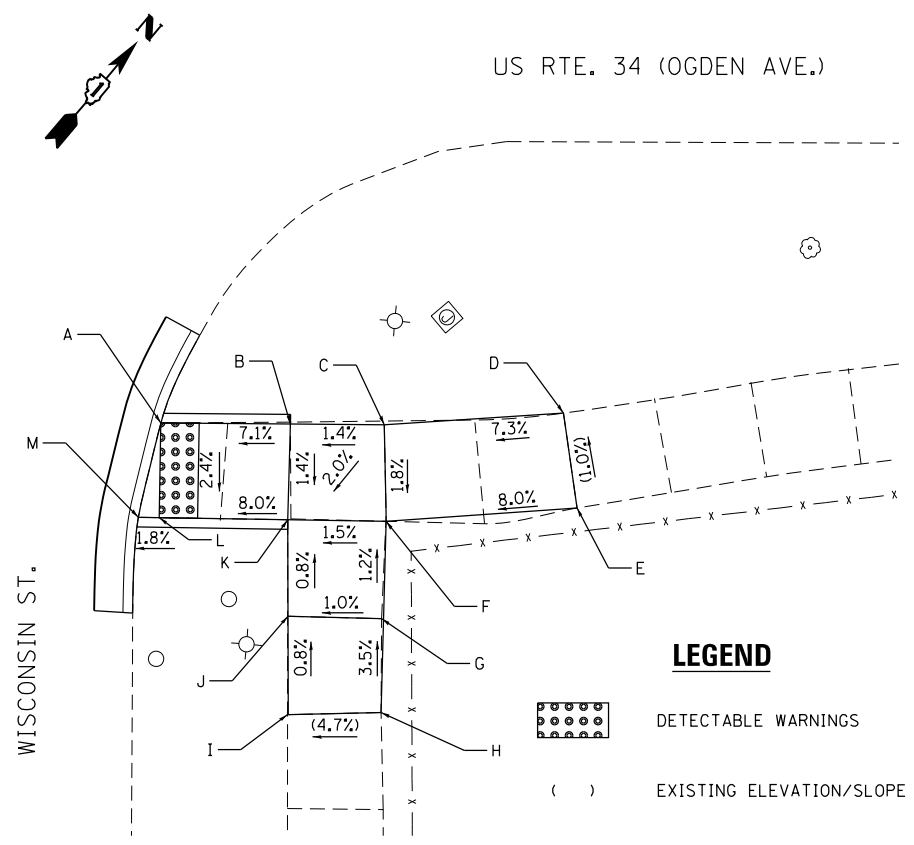 N
US RTE. 34 (OGDEN AVE.)
A
B
C
D
M
7.1%
1.4%
7.3%
2.4%
1.4%
2.0%
1.8%
(1.0%)
8.0%
8.0%
1.8%
L
K
1.5%
E
0.8%
1.2%
F
1.0%
G
J
0.8%
3.5%
I
(4.7%)
H
WISCONSIN ST.
LEGEND
DETECTABLE WARNINGS
( ) EXISTING ELEVATION/SLOPE